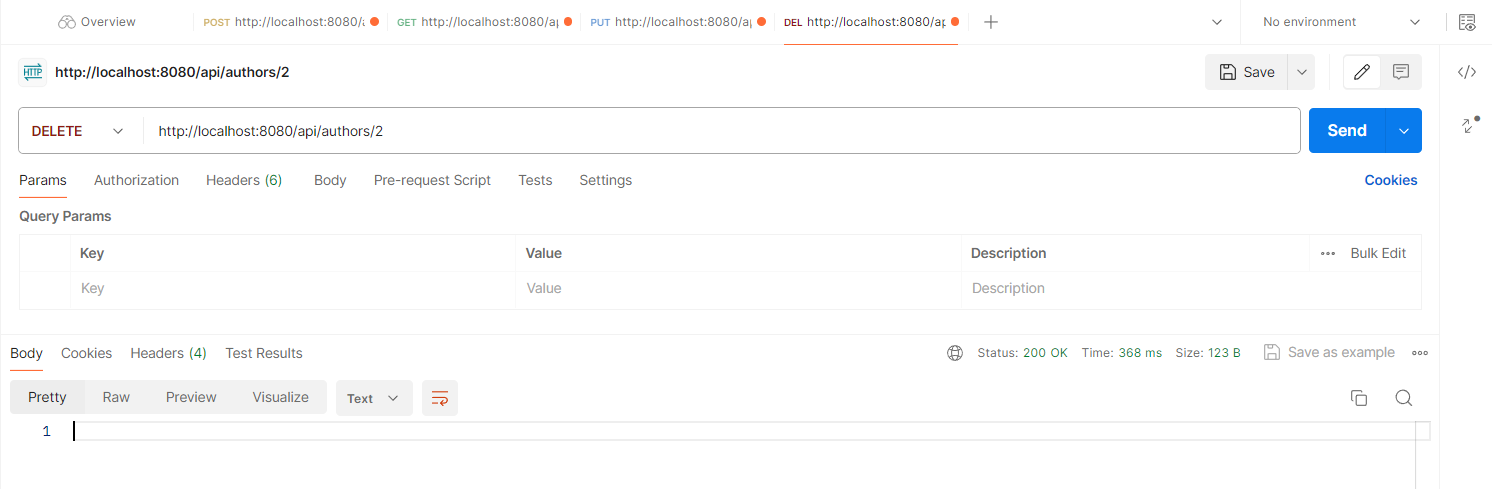 Overview POST http://localhost:8080/a GET http://localhost:8080/ap PUT http://localhost:8080/ap DEL http://localhost:8080/ap No environment
HTTP http://localhost:8080/api/authors/2 Save
DELETE http://localhost:8080/api/authors/2 Send
Params Authorization Headers (6) Body Pre-request Script Tests Settings Cookies
Query Params
Key Value Description Bulk Edit
Key Value Description
Body Cookies Headers (4) Test Results Status: 200 OK Time: 368 ms Size: 123 B Save as example
Pretty Raw Preview Visualize Text
1